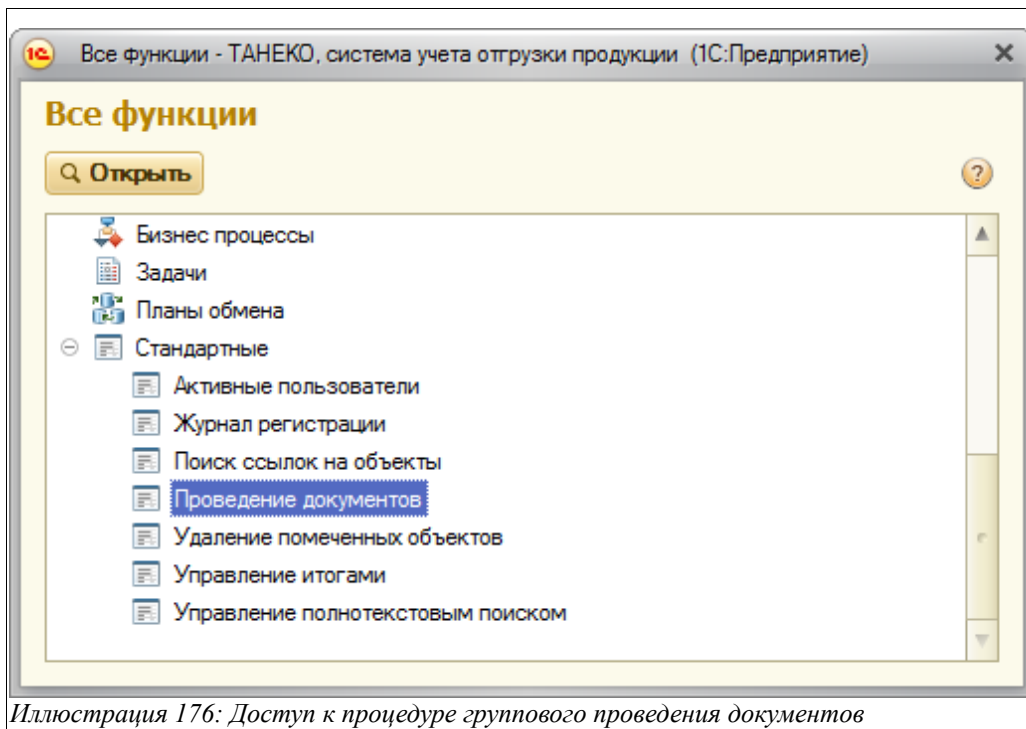 1С Все функции - ТАНЕКО, система учета отгрузки продукции (1С:Предприятие)
Все функции
Открыть
?
Бизнес процессы
Задачи
Планы обмена
Стандартные
Активные пользователи
Журнал регистрации
Поиск ссылок на объекты
Проведение документов
Удаление помеченных объектов
Управление итогами
Управление полнотекстовым поиском
Иллюстрация 176: Доступ к процедуре группового проведения документов